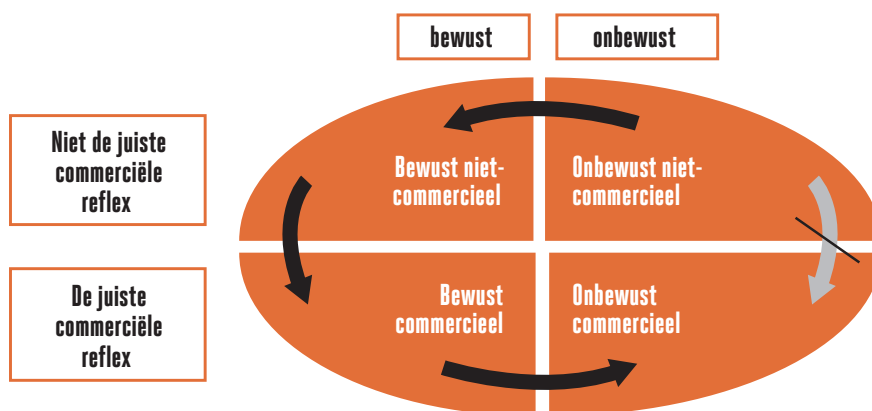 bewust
onbewust
Niet de juiste
commerciële
reflex
Bewust niet-
commercieel
Onbewust niet-
commercieel
De juiste
commerciële
reflex
Bewust
commercieel
Onbewust
commercieel